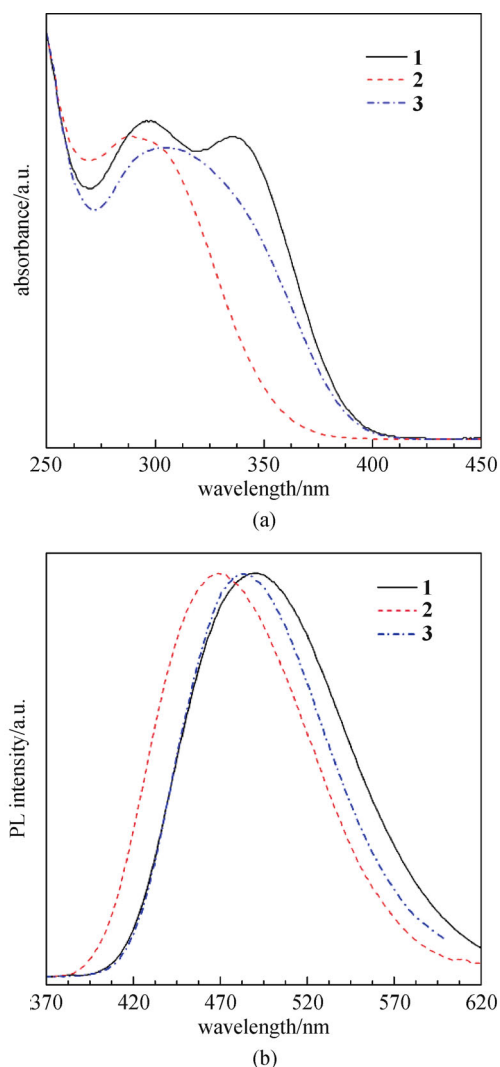 1
2
3
absorbance/a.u.
250 300 350 400 450
wavelength/nm
(a)
1
2
3
PL intensity/a.u.
370 420 470 520 570 620
wavelength/nm
(b)